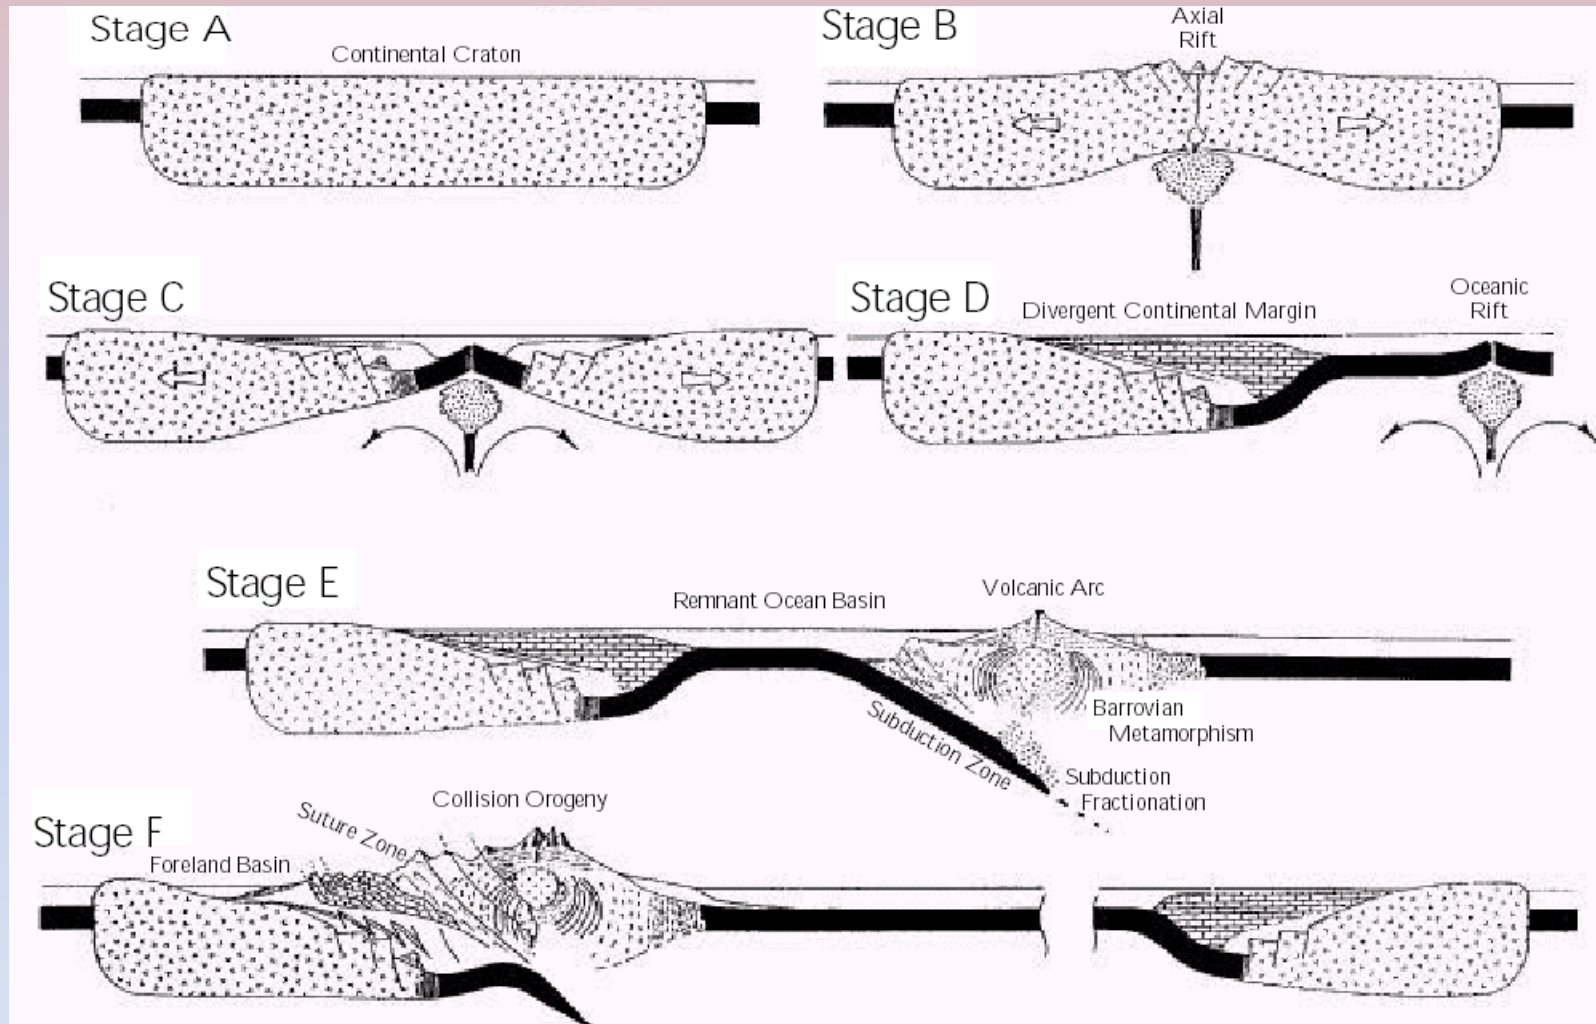 Stage A
Continental Craton
Stage B
Axial
Rift
Stage C
Stage D
Divergent Continental Margin
Oceanic
Rift
Stage E
Remnant Ocean Basin
Volcanic Arc
Subduction Zone
Barrovian
Metamorphism
Subduction
Fractionation
Stage F
Foreland Basin
Suture Zone
Collision Orogeny